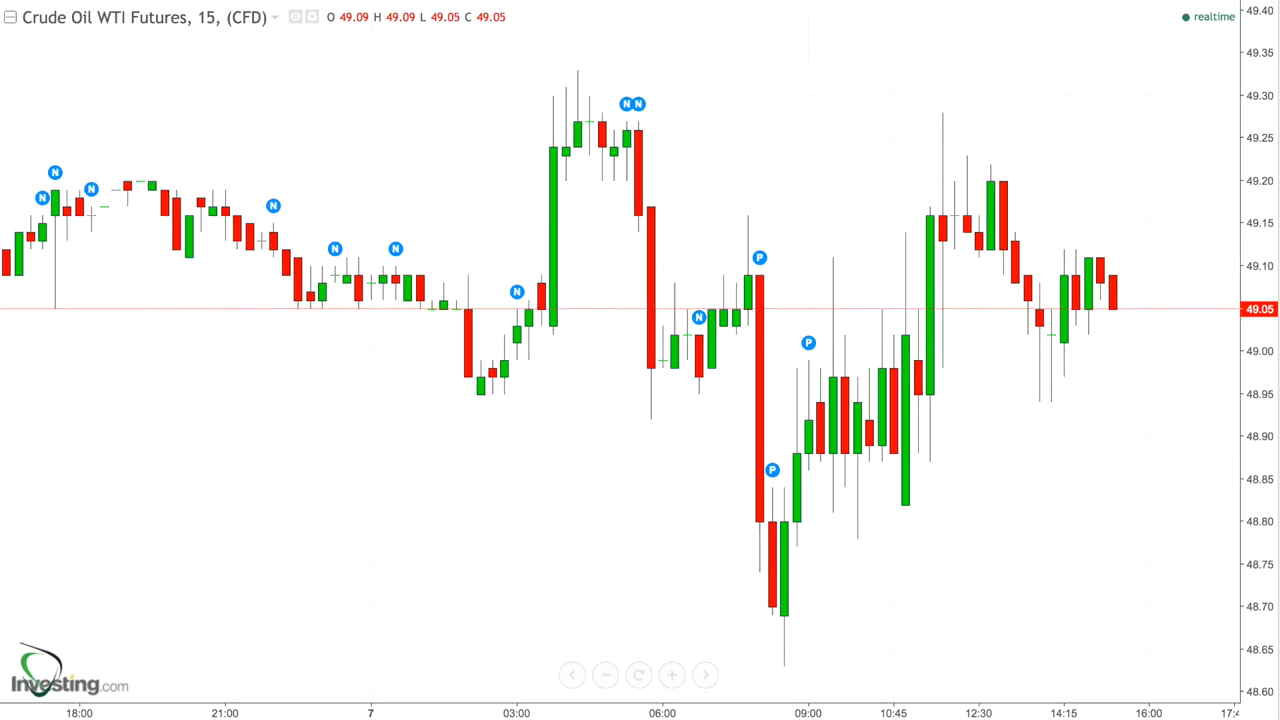 Crude Oil WTI Futures, 15, (CFD) O 49.09 H 49.09 L 49.05 C 49.05
realtime
49.40
49.35
49.30
49.25
49.20
49.15
49.10
49.05
49.00
48.95
48.90
48.85
48.80
48.75
48.70
48.65
48.60
N
N
N
N
N
N
N
N N
N
P
P
P
Investing.com
18:00 21:00 7 03:00 06:00 09:00 10:45 12:30 14:15 16:00